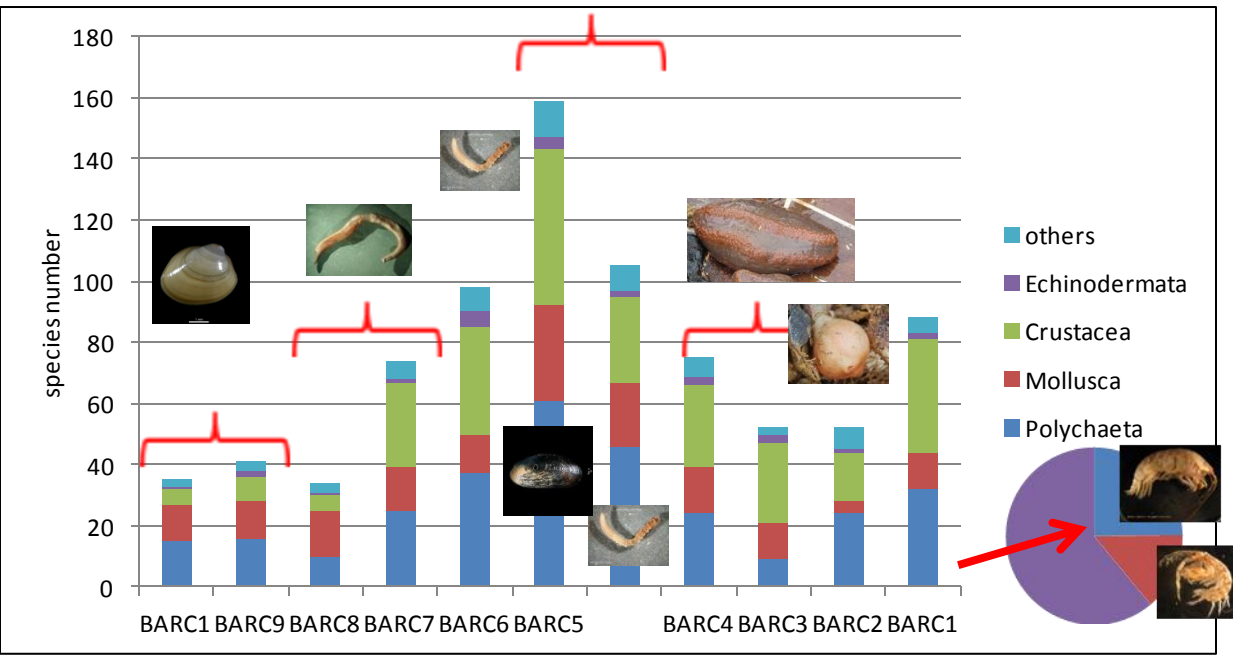 180
160
140
120
100
80
60
40
20
0
species number
BARC1 BARC9 BARC8 BARC7 BARC6 BARC5 BARC4 BARC3 BARC2 BARC1
others
Echinodermata
Crustacea
Mollusca
Polychaeta